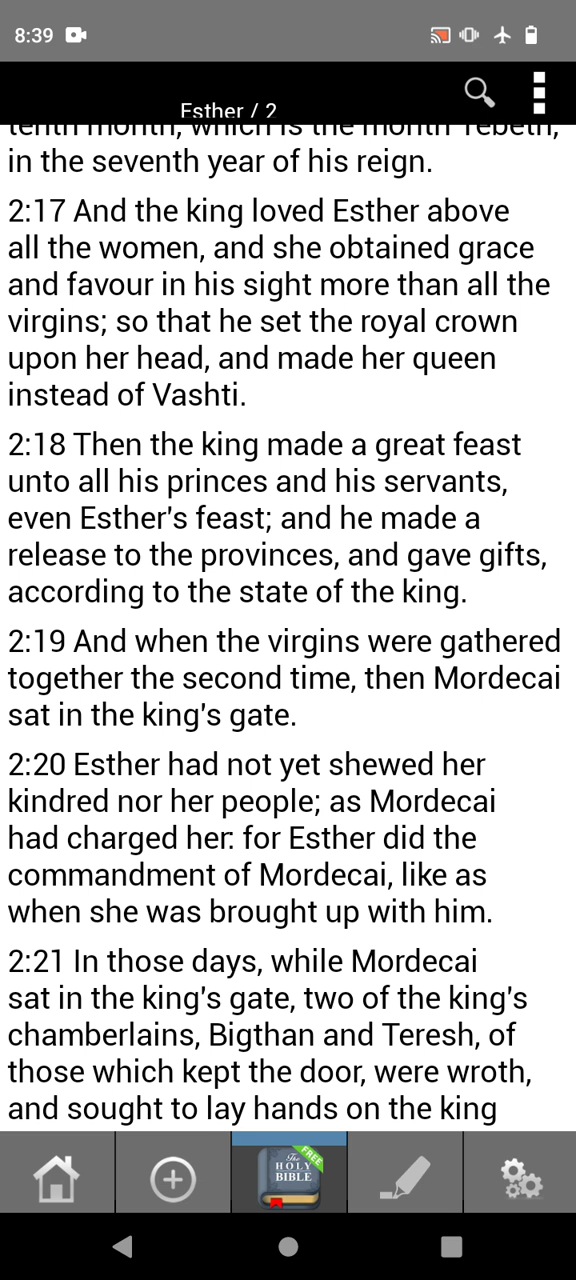 8:39
Esther / 2
tenth month, which is the month Tebeth,
in the seventh year of his reign.
2:17 And the king loved Esther above
all the women, and she obtained grace
and favour in his sight more than all the
virgins; so that he set the royal crown
upon her head, and made her queen
instead of Vashti.
2:18 Then the king made a great feast
unto all his princes and his servants,
even Esther's feast; and he made a
release to the provinces, and gave gifts,
according to the state of the king.
2:19 And when the virgins were gathered
together the second time, then Mordecai
sat in the king's gate.
2:20 Esther had not yet shewed her
kindred nor her people; as Mordecai
had charged her: for Esther did the
commandment of Mordecai, like as
when she was brought up with him.
2:21 In those days, while Mordecai
sat in the king's gate, two of the king's
chamberlains, Bigthan and Teresh, of
those which kept the door, were wroth,
and sought to lay hands on the king
FREE
The
HOLY
BIBLE